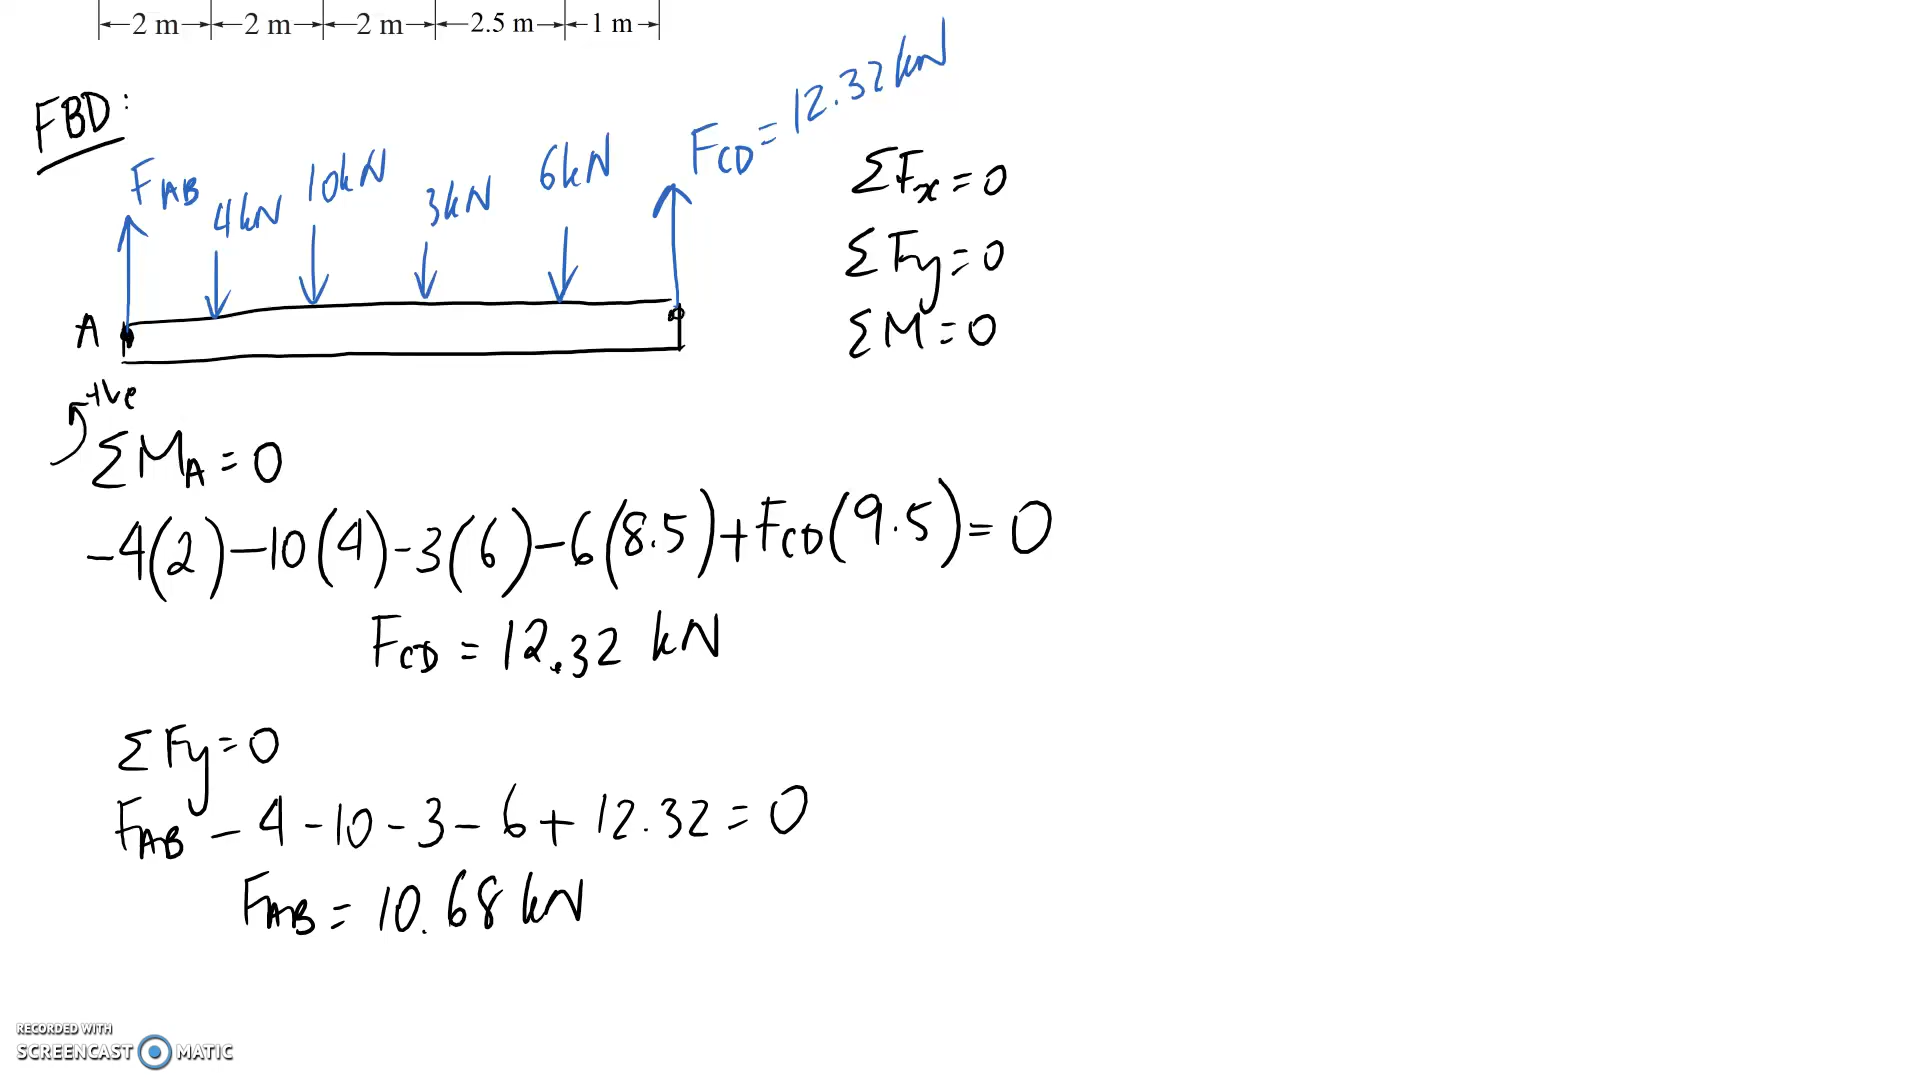 2 m 2 m 2 m 2.5 m 1 m
FBD:
F_AB 4kN 10kN 3kN 6kN F_CD = 12.32 kN
A
ΣFx = 0
ΣFy = 0
ΣM = 0
+ve
ΣM_A = 0
-4(2)-10(4)-3(6)-6(8.5)+F_CD(9.5)=0
F_CD = 12.32 kN
ΣFy = 0
F_AB - 4 - 10 - 3 - 6 + 12.32 = 0
F_AB = 10.68 kN
RECORDED WITH
SCREENCAST MATIC